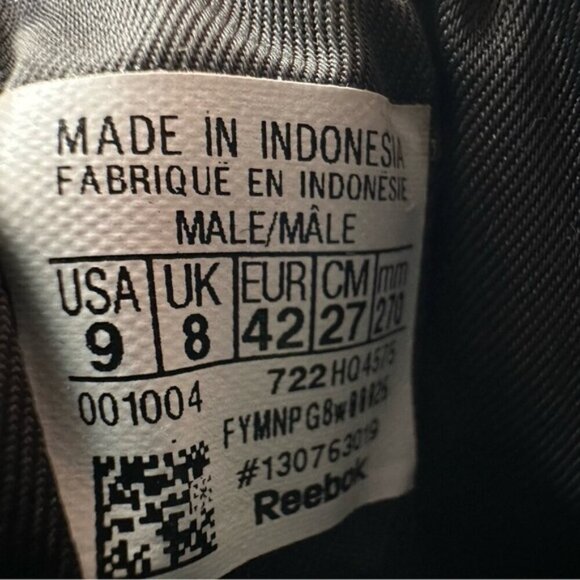 MADE IN INDONESIA
FABRIQUÉ EN INDONÉSIE
MALE/MÂLE
USA UK EUR CM mm
9 8 42 27 270
001004
722 HQ4575
#130763019
Reebok